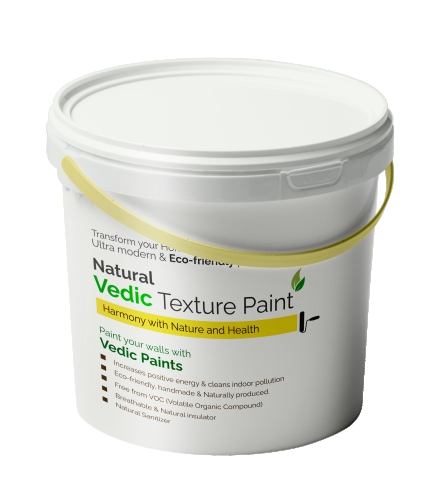 Transform your Ho
Ultra modern & Eco-friendly
Natural
Vedic Texture Paint
Harmony with Nature and Health
Paint your walls with
Vedic Paints
Increases positive energy & cleans indoor pollution
Eco-friendly, handmade & Naturally produced.
Free from VOC (Volatile Organic Compound)
Breathable & Natural insulator
Natural Sanitizer